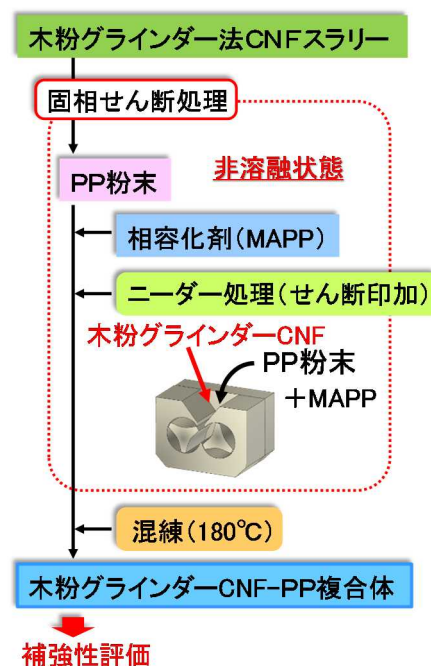 木粉グラインダー法CNFスラリー
固相せん断処理
非溶融状態
PP粉末
相容化剤(MAPP)
ニーダー処理(せん断印加)
木粉グラインダーCNF
PP粉末
+MAPP
混練(180℃)
木粉グラインダーCNF-PP複合体
補強性評価